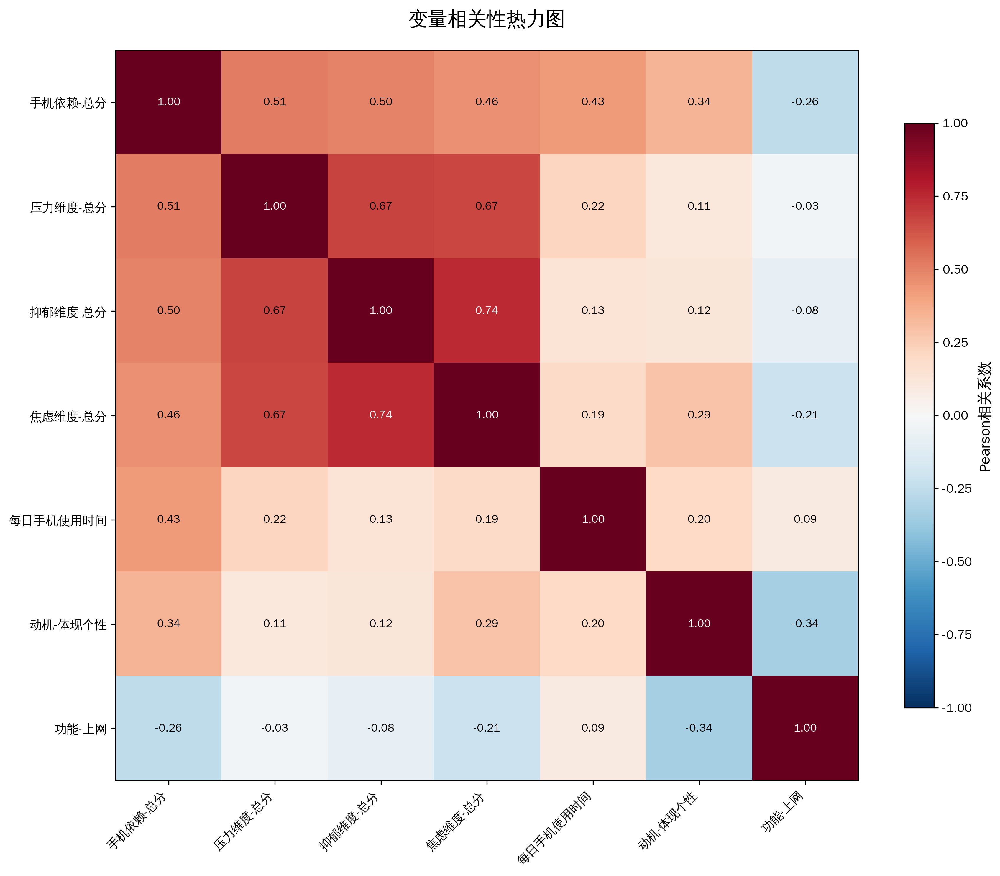 变量相关性热力图
手机依赖-总分 1.00 0.51 0.50 0.46 0.43 0.34 -0.26
压力维度-总分 0.51 1.00 0.67 0.67 0.22 0.11 -0.03
抑郁维度-总分 0.50 0.67 1.00 0.74 0.13 0.12 -0.08
焦虑维度-总分 0.46 0.67 0.74 1.00 0.19 0.29 -0.21
每日手机使用时间 0.43 0.22 0.13 0.19 1.00 0.20 0.09
动机-体现个性 0.34 0.11 0.12 0.29 0.20 1.00 -0.34
功能-上网 -0.26 -0.03 -0.08 -0.21 0.09 -0.34 1.00
手机依赖-总分
压力维度-总分
抑郁维度-总分
焦虑维度-总分
每日手机使用时间
动机-体现个性
功能-上网
1.00
0.75
0.50
0.25
0.00
-0.25
-0.50
-0.75
-1.00
Pearson相关系数